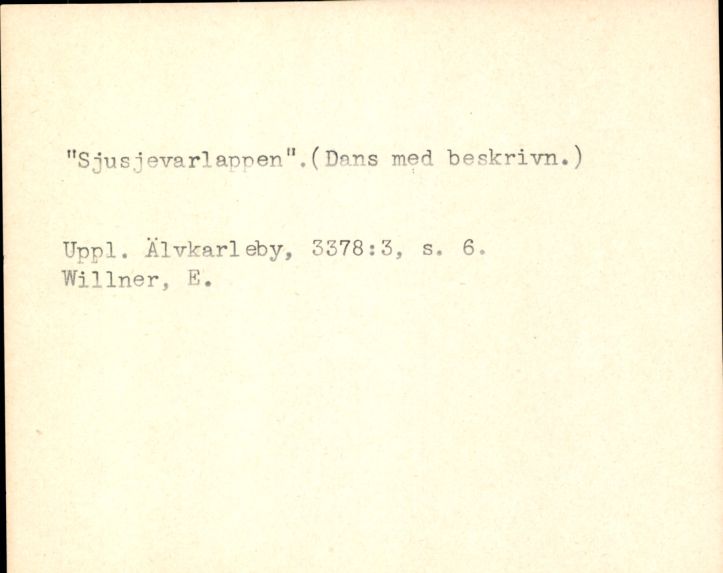 "Sjusjevarlappen".(Dans med beskrivn.)
Uppl. Älvkarleby, 3378:3, s. 6.
Willner, E.